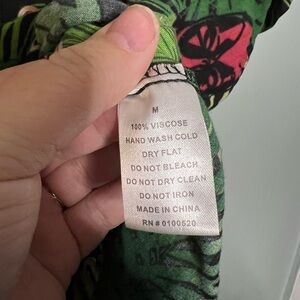 M
100% VISCOSE
HAND WASH COLD
DRY FLAT
DO NOT BLEACH
DO NOT DRY CLEAN
DO NOT IRON
MADE IN CHINA
RN # 0100520